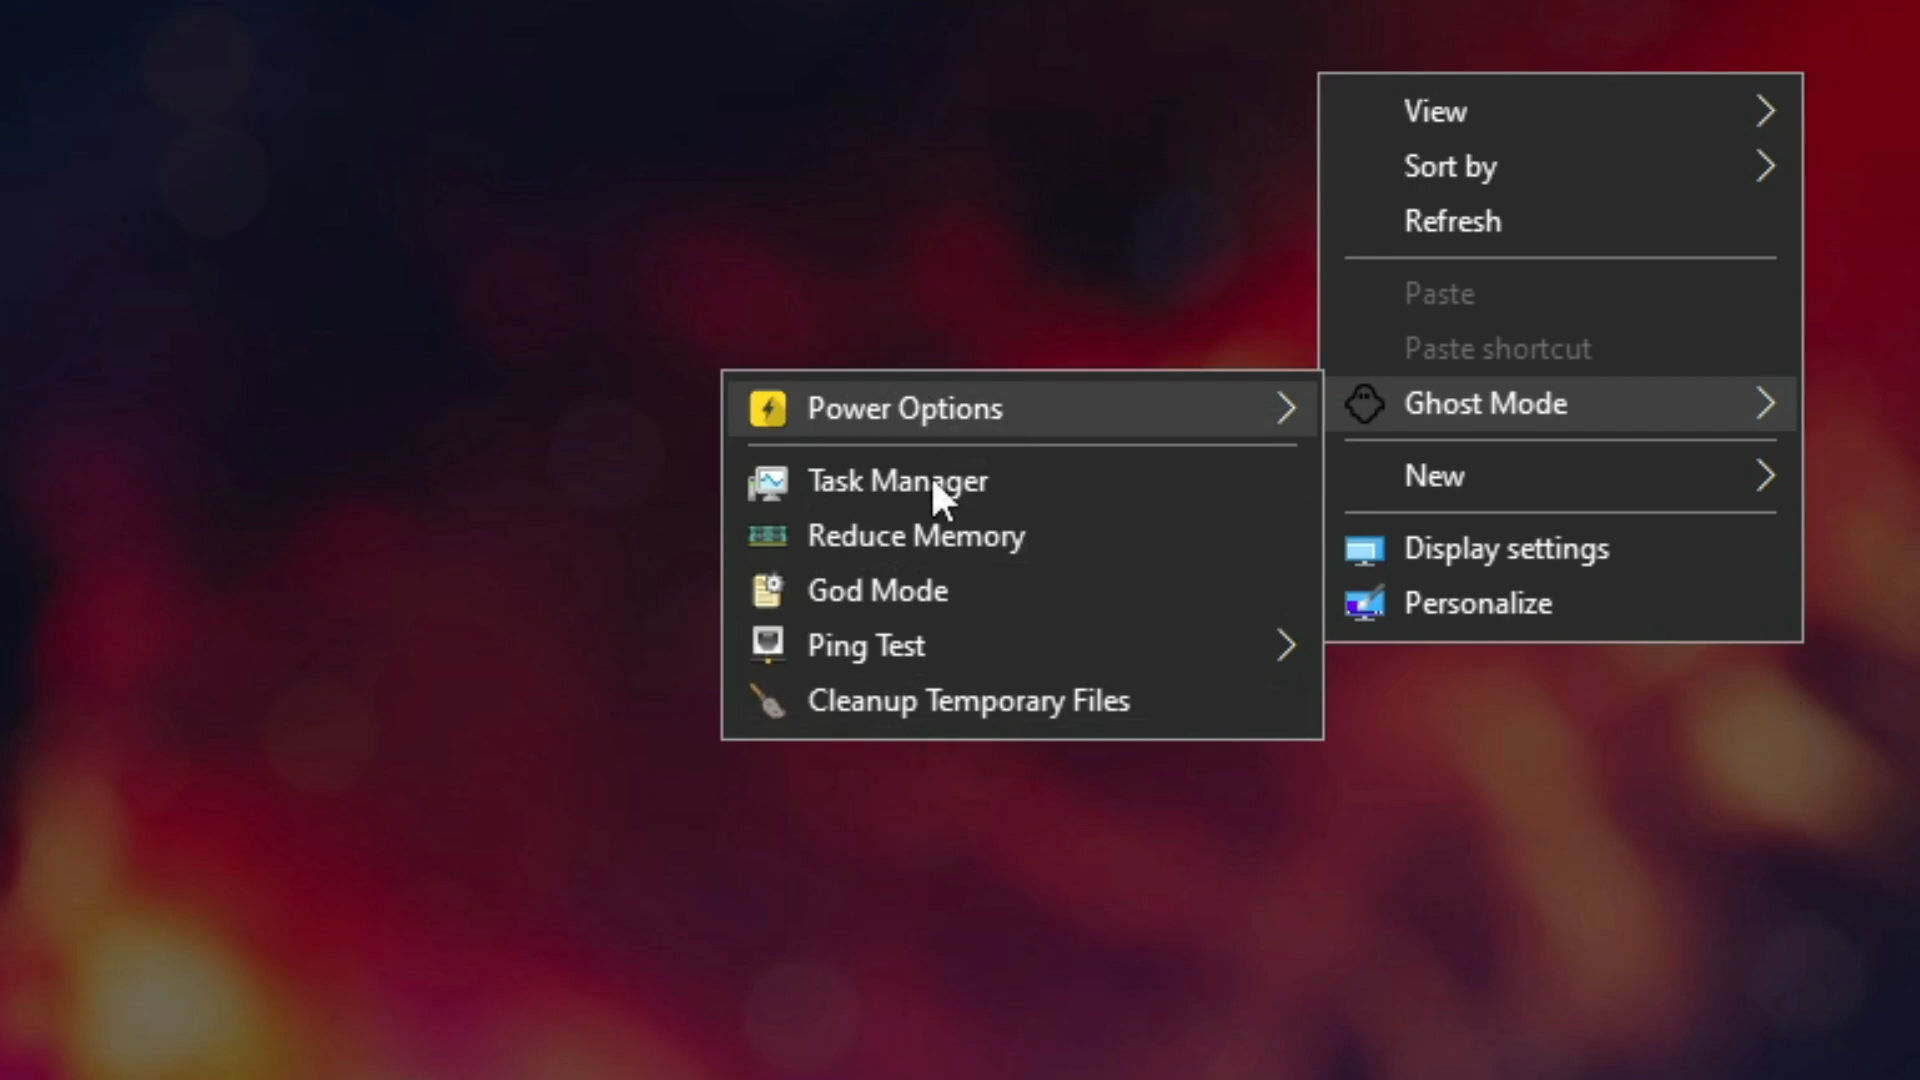 View
Sort by
Refresh
Paste
Paste shortcut
Ghost Mode
New
Display settings
Personalize
Power Options
Task Manager
Reduce Memory
God Mode
Ping Test
Cleanup Temporary Files